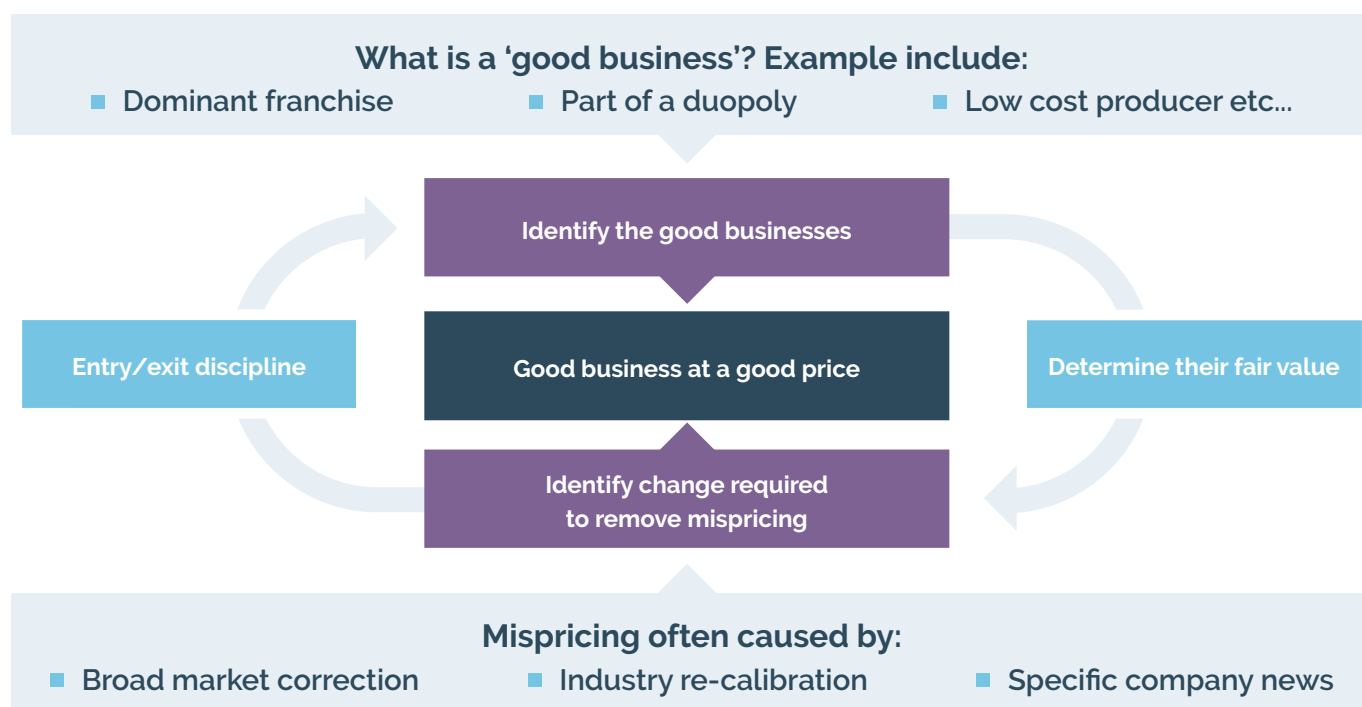 What is a ‘good business’? Example include:
Dominant franchise
Part of a duopoly
Low cost producer etc...
Identify the good businesses
Entry/exit discipline
Good business at a good price
Determine their fair value
Identify change required
to remove mispricing
Mispricing often caused by:
Broad market correction
Industry re-calibration
Specific company news